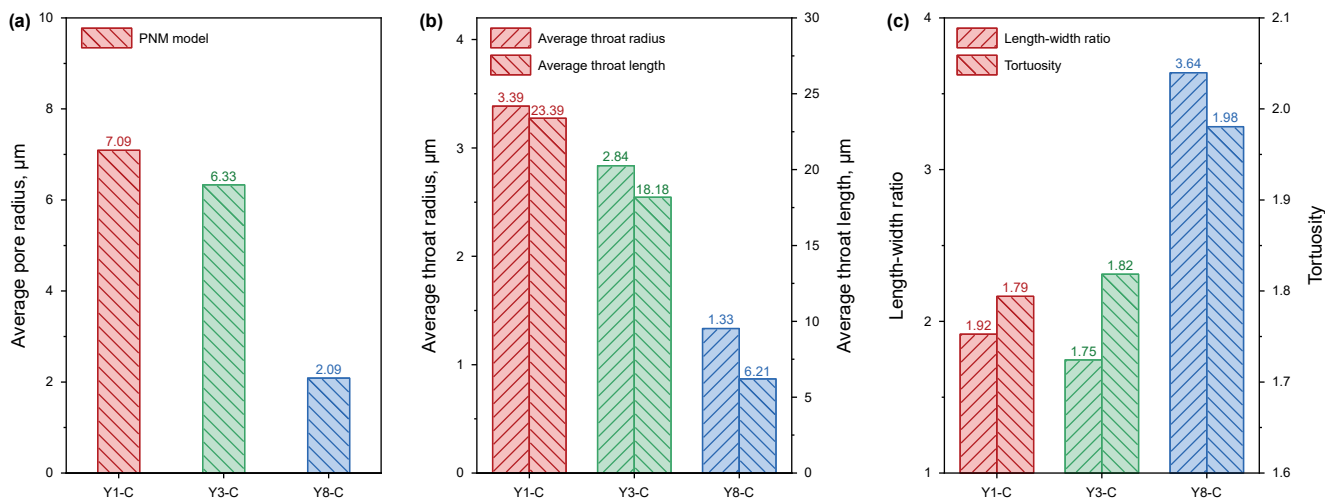 (a)
PNM model
Average pore radius, µm
10
8
6
4
2
0
7.09
6.33
2.09
Y1-C
Y3-C
Y8-C
(b)
Average throat radius
Average throat length
Average throat radius, µm
4
3
2
1
0
3.39
23.39
2.84
18.18
1.33
6.21
Y1-C
Y3-C
Y8-C
30
25
20
15
10
5
0
Average throat length, µm
(c)
Length-width ratio
Tortuosity
Length-width ratio
4
3
2
1
1.92
1.79
1.75
1.82
3.64
1.98
Y1-C
Y3-C
Y8-C
2.1
2.0
1.9
1.8
1.7
1.6
Tortuosity